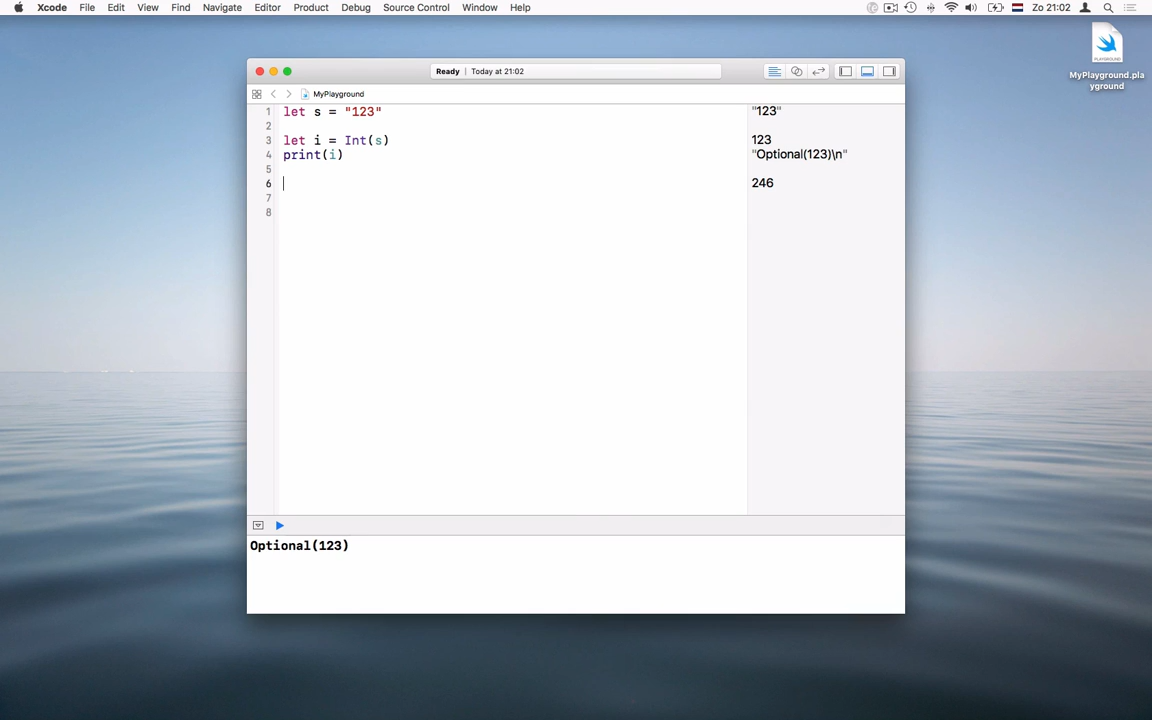 Xcode File Edit View Find Navigate Editor Product Debug Source Control Window Help Zo 21:02
PLAYGROUND
MyPlayground.pla
yground
Ready | Today at 21:02
MyPlayground
1 let s = "123" "123"
2
3 let i = Int(s) 123
4 print(i) "Optional(123)\n"
5
6 246
7
8
Optional(123)